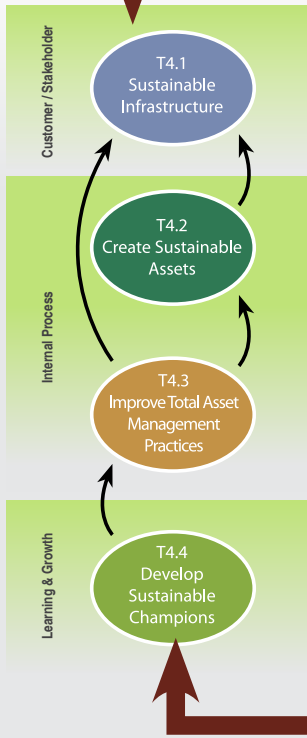 Customer / Stakeholder
T4.1
Sustainable
Infrastructure
Internal Process
T4.2
Create Sustainable
Assets
T4.3
Improve Total Asset
Management
Practices
Learning & Growth
T4.4
Develop
Sustainable
Champions